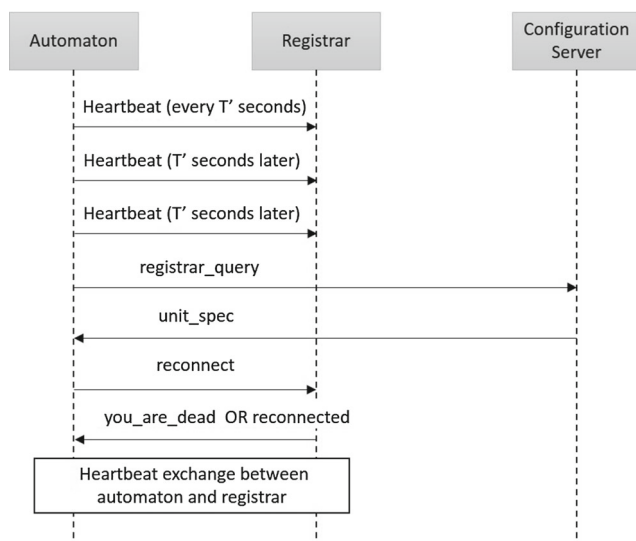 Automaton
Registrar
Configuration
Server
Heartbeat (every T′ seconds)
Heartbeat (T′ seconds later)
Heartbeat (T′ seconds later)
registrar_query
unit_spec
reconnect
you_are_dead OR reconnected
Heartbeat exchange between
automaton and registrar